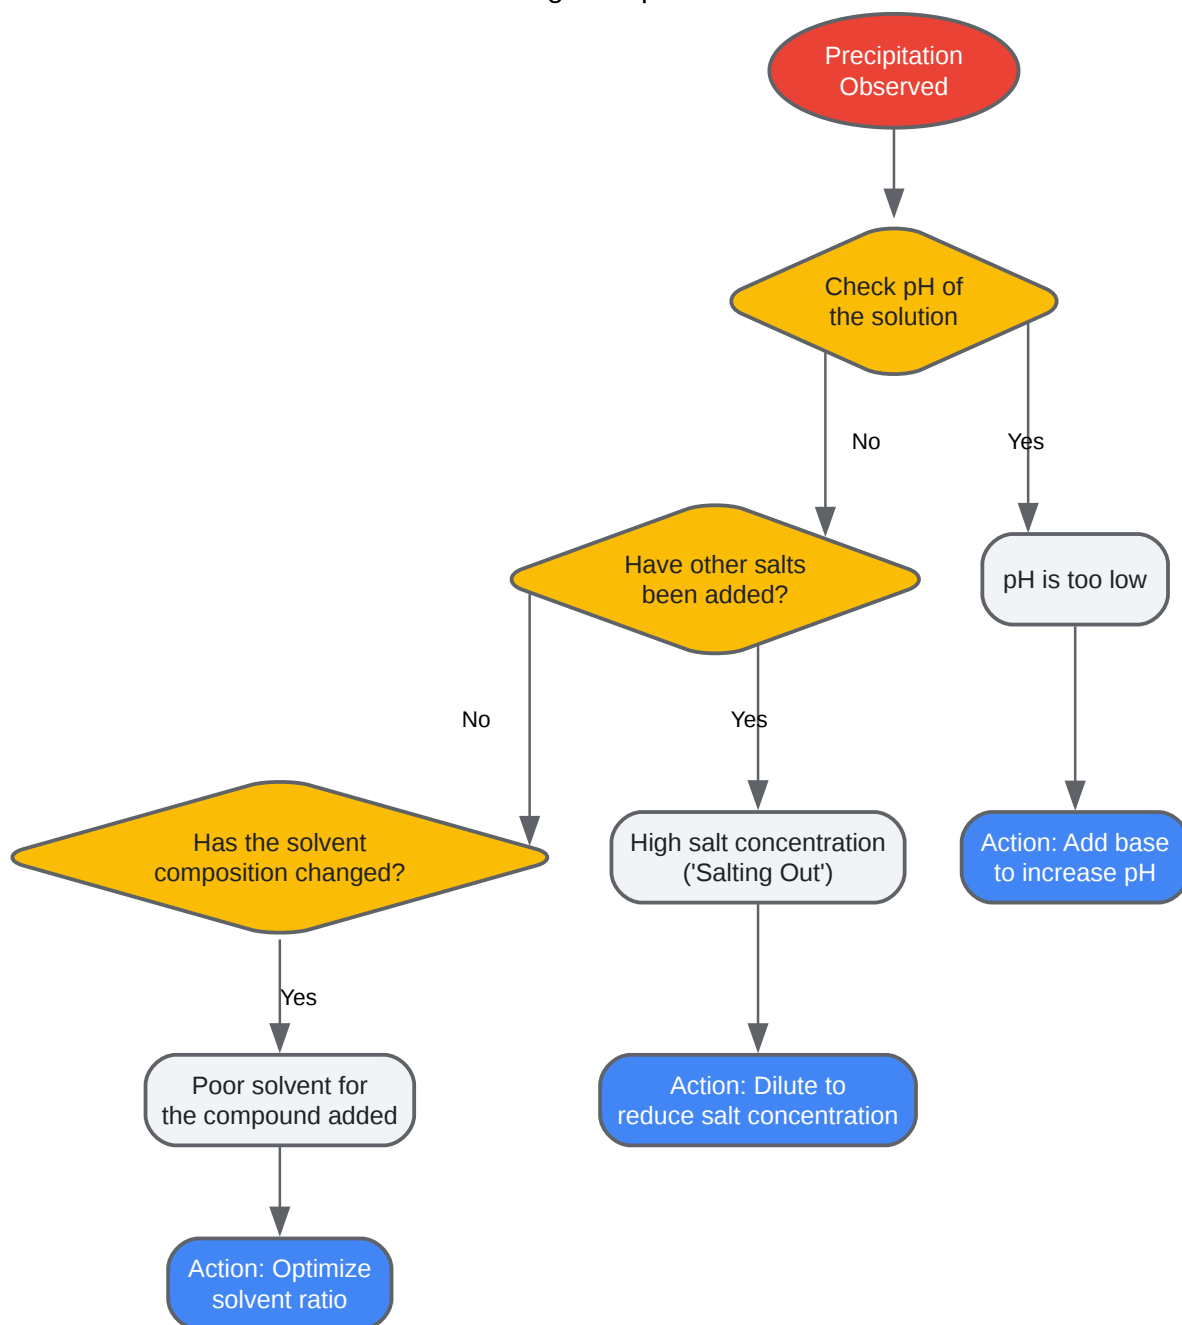 Precipitation
Observed
Check pH of
the solution
No
Yes
Have other salts
been added?
pH is too low
No
Yes
Has the solvent
composition changed?
High salt concentration
('Salting Out')
Action: Add base
to increase pH
Yes
Poor solvent for
the compound added
Action: Dilute to
reduce salt concentration
Action: Optimize
solvent ratio